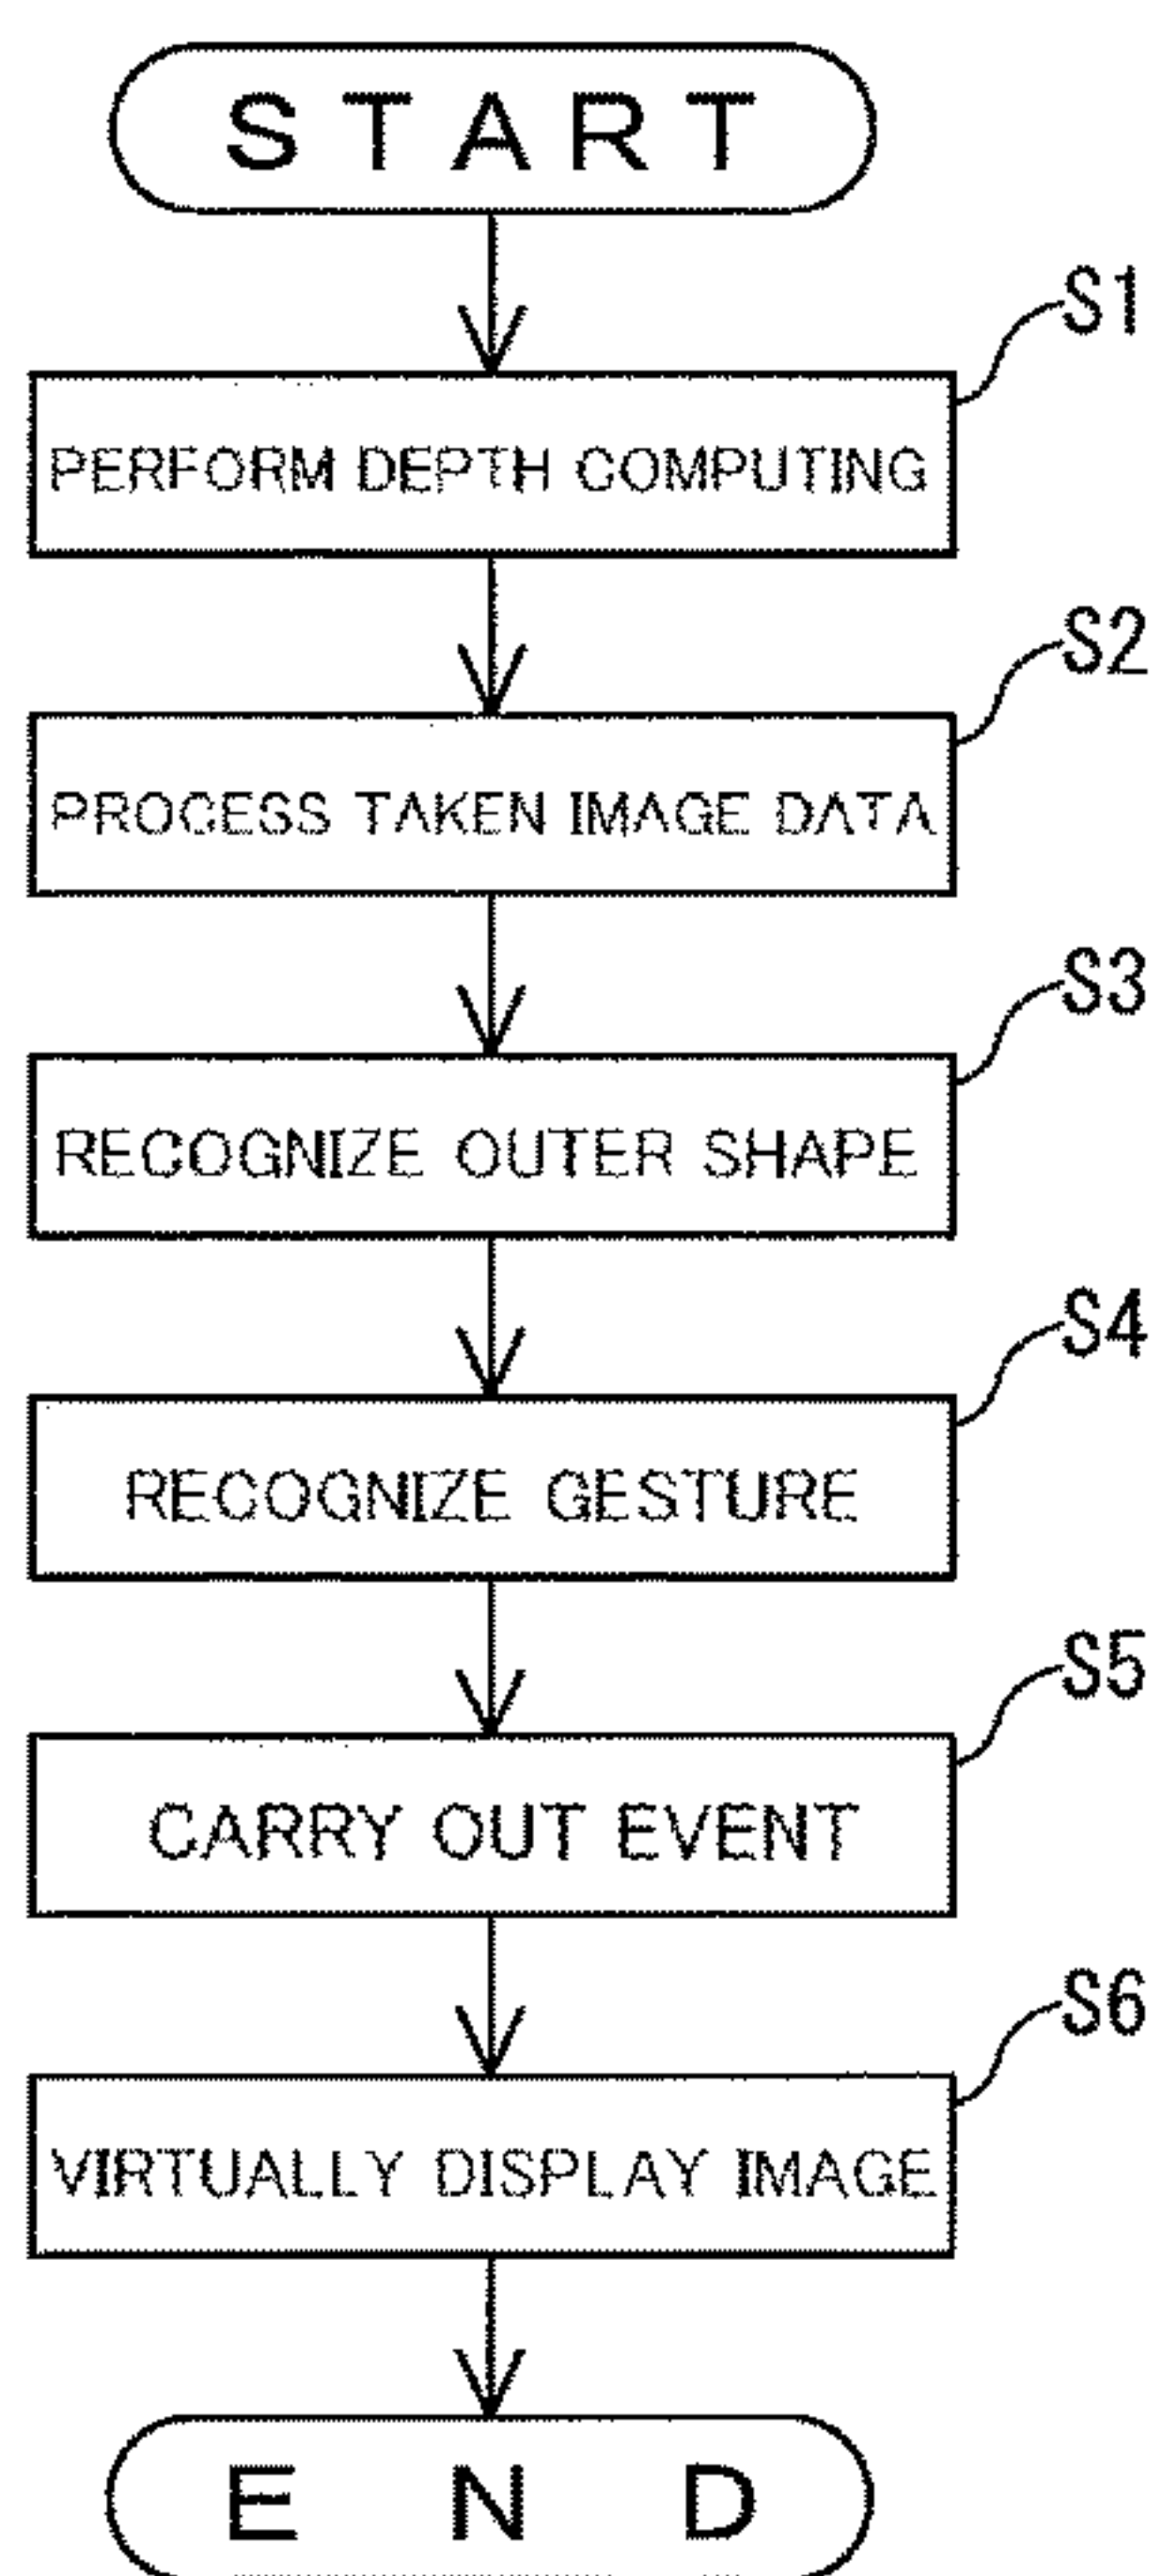 START
S1
PERFORM DEPTH COMPUTING
S2
PROCESS TAKEN IMAGE DATA
S3
RECOGNIZE OUTER SHAPE
S4
RECOGNIZE GESTURE
S5
CARRY OUT EVENT
S6
VIRTUALLY DISPLAY IMAGE
END